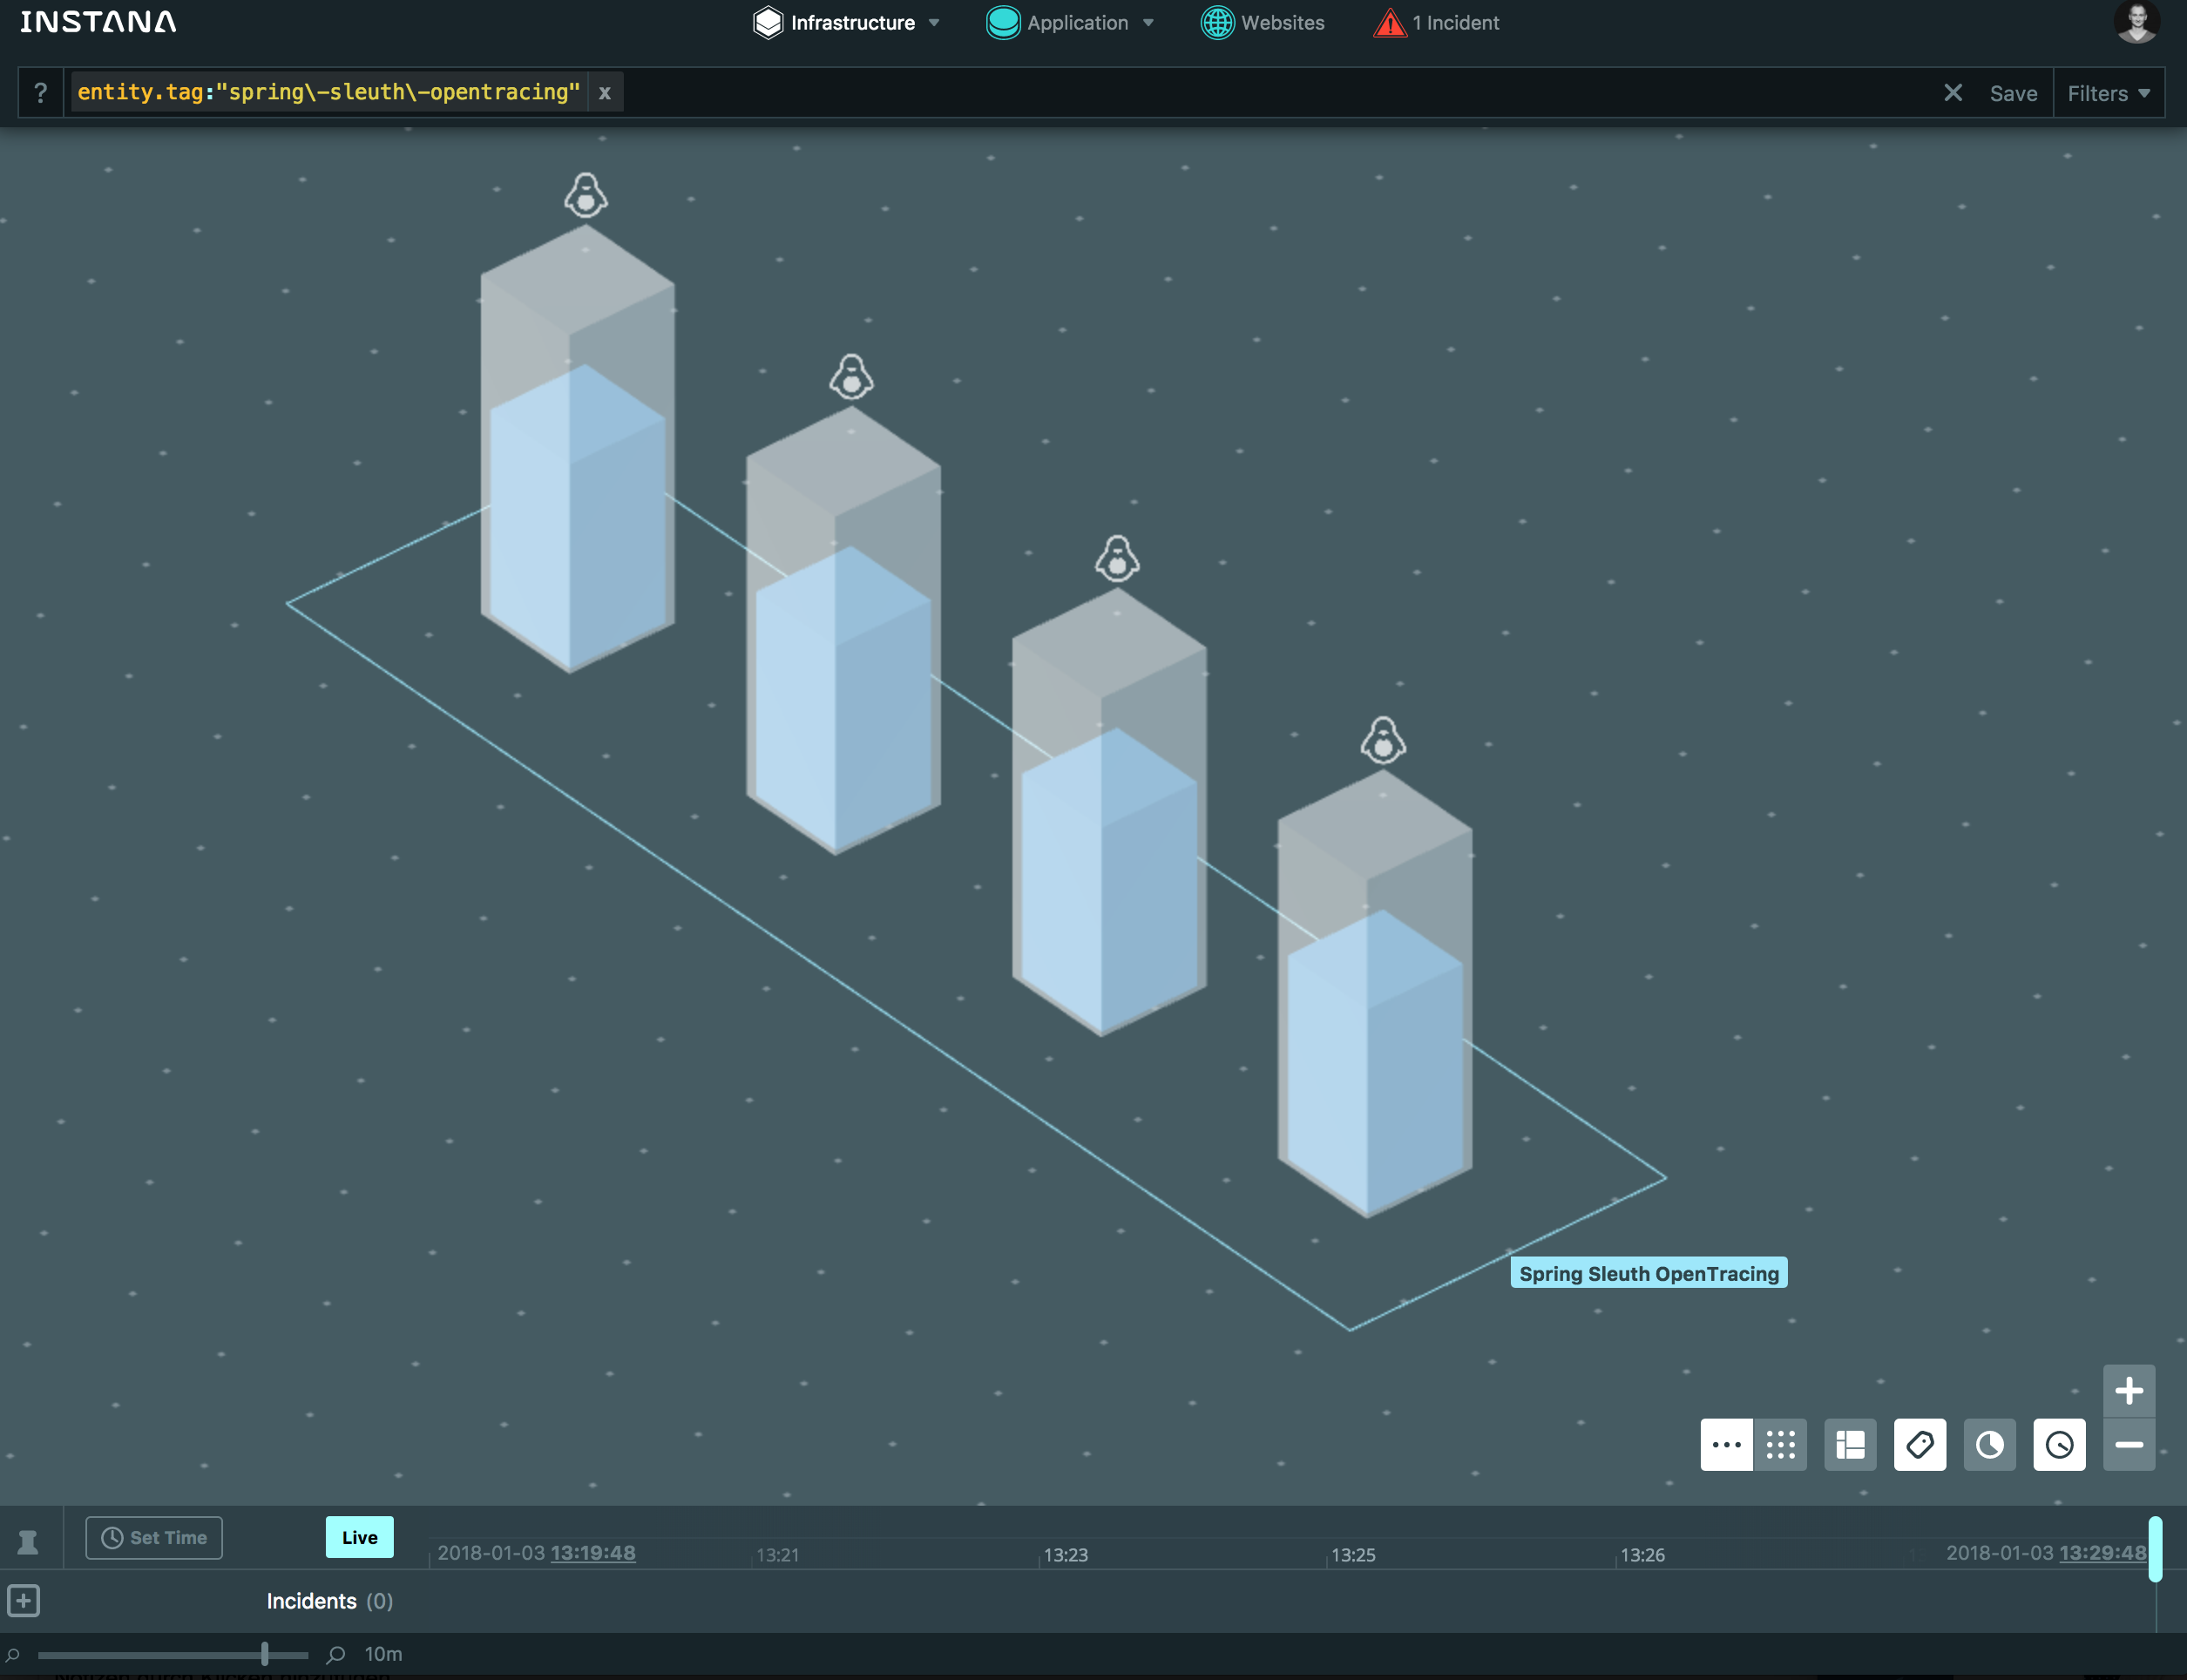 INSTANA
Infrastructure
Application
Websites
1 Incident
? entity.tag:"spring\-sleuth\-opentracing" x
Save
Filters
Spring Sleuth OpenTracing
Set Time
Live
2018-01-03 13:19:48
13:21
13:23
13:25
13:26
2018-01-03 13:29:48
Incidents (0)
10m